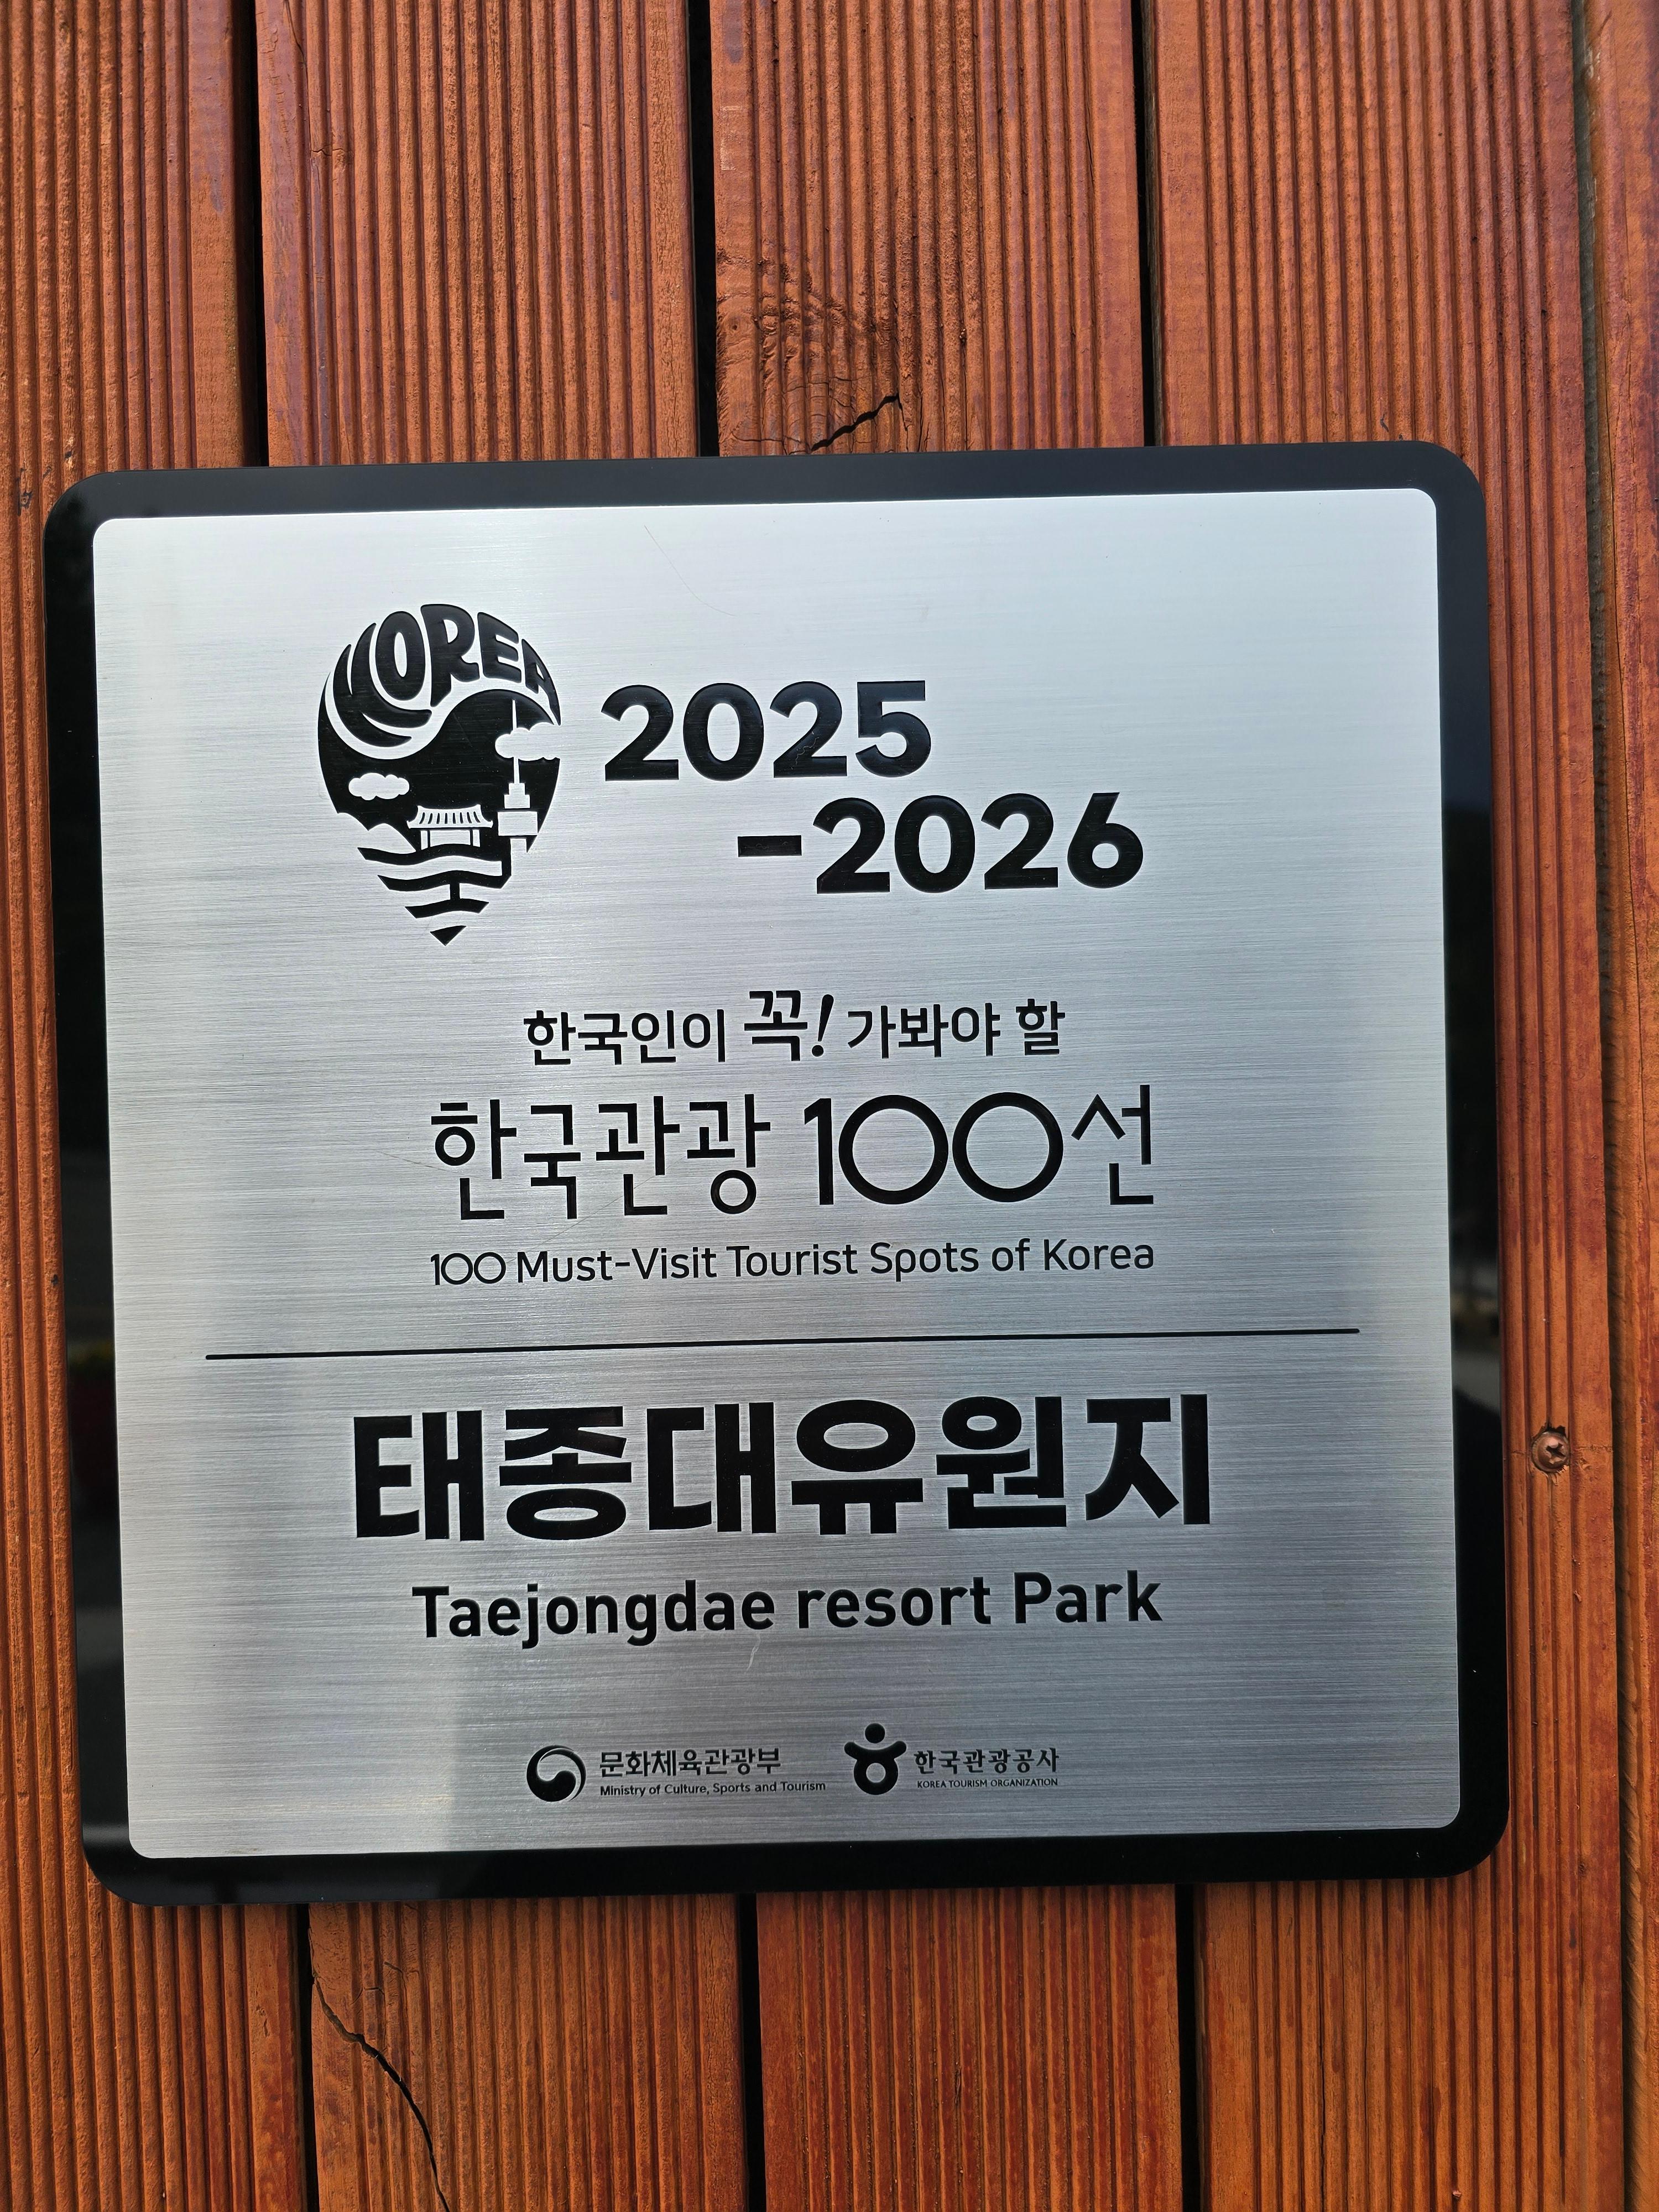 KOREA
2025
-2026
한국인이 꼭! 가봐야 할
한국관광 100선
100 Must-Visit Tourist Spots of Korea
태종대유원지
Taejongdae resort Park
문화체육관광부
Ministry of Culture, Sports and Tourism
한국관광공사
KOREA TOURISM ORGANIZATION